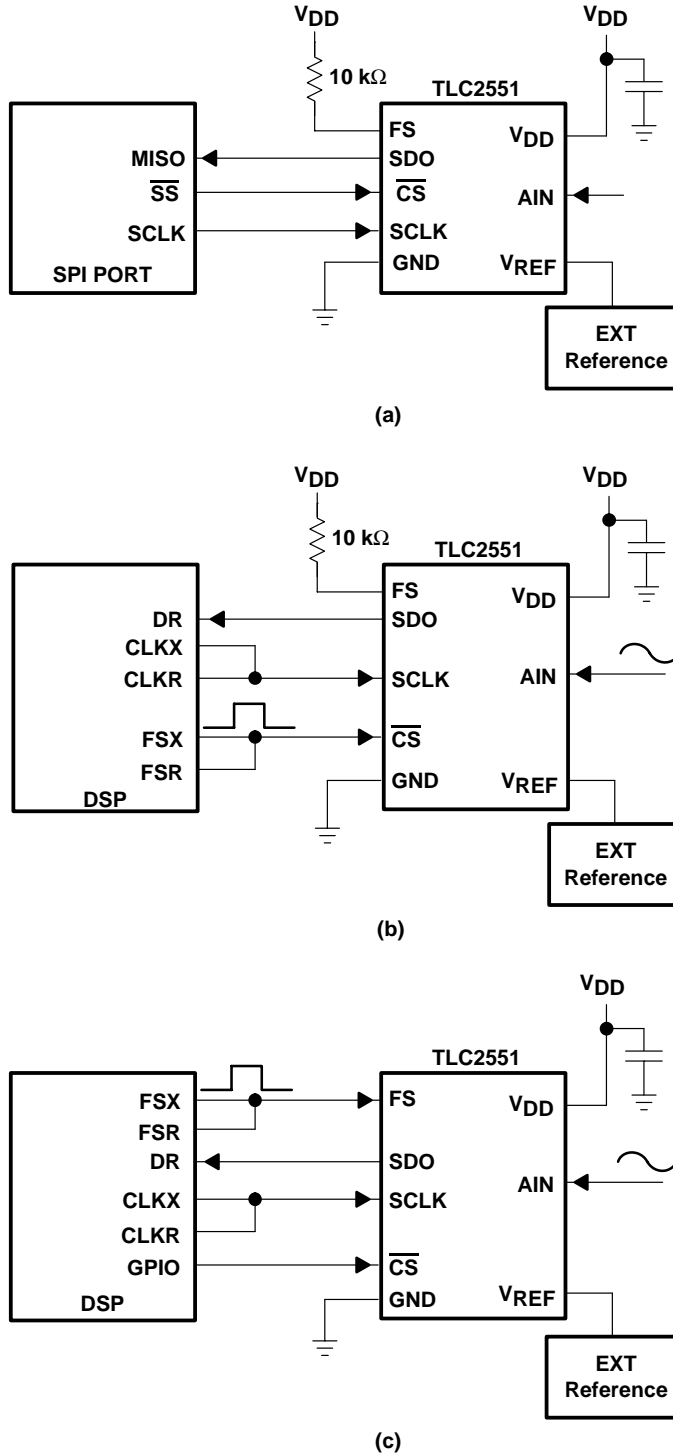 VDD
VDD
10 kΩ
TLC2551
FS
VDD
MISO
SDO
SS
CS
AIN
SCLK
SCLK
GND
VREF
SPI PORT
EXT
Reference
(a)
VDD
VDD
10 kΩ
TLC2551
FS
VDD
DR
SDO
CLKX
CLKR
SCLK
AIN
FSX
CS
FSR
GND
VREF
DSP
EXT
Reference
(b)
VDD
TLC2551
FSX
FS
VDD
FSR
DR
SDO
AIN
CLKX
SCLK
CLKR
GPIO
CS
DSP
GND
VREF
EXT
Reference
(c)